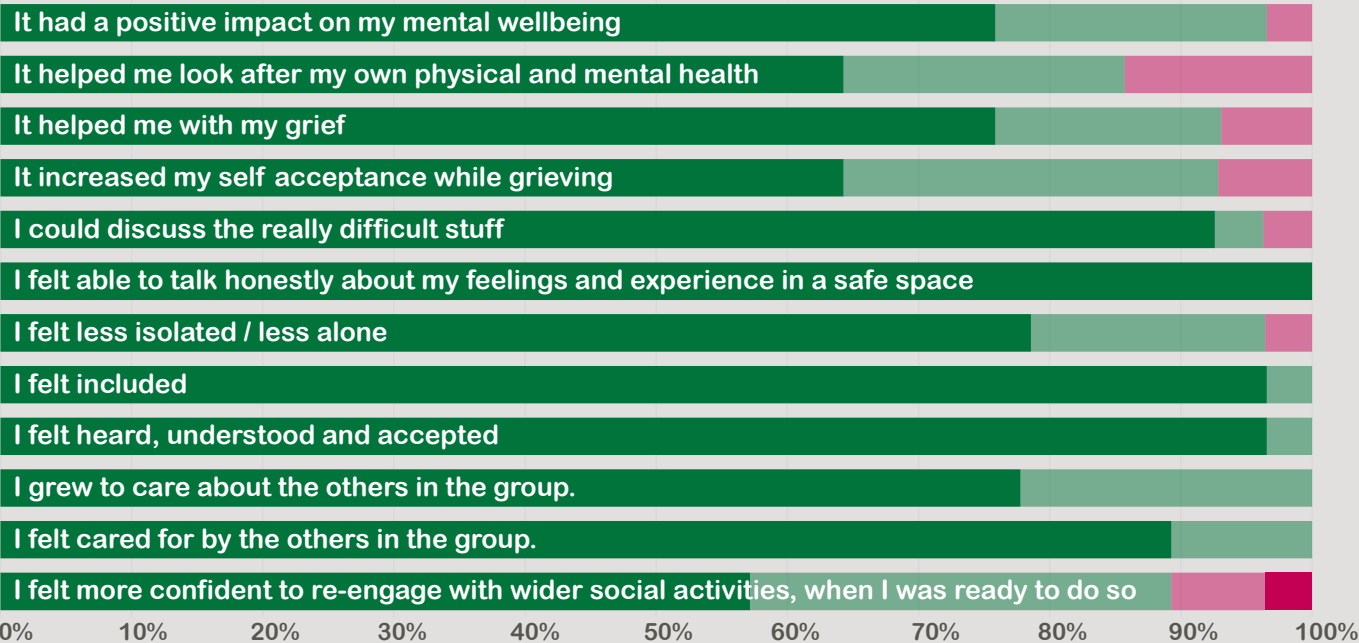 It had a positive impact on my mental wellbeing
It helped me look after my own physical and mental health
It helped me with my grief
It increased my self acceptance while grieving
I could discuss the really difficult stuff
I felt able to talk honestly about my feelings and experience in a safe space
I felt less isolated / less alone
I felt included
I felt heard, understood and accepted
I grew to care about the others in the group.
I felt cared for by the others in the group.
I felt more confident to re-engage with wider social activities, when I was ready to do so
0% 10% 20% 30% 40% 50% 60% 70% 80% 90% 100%